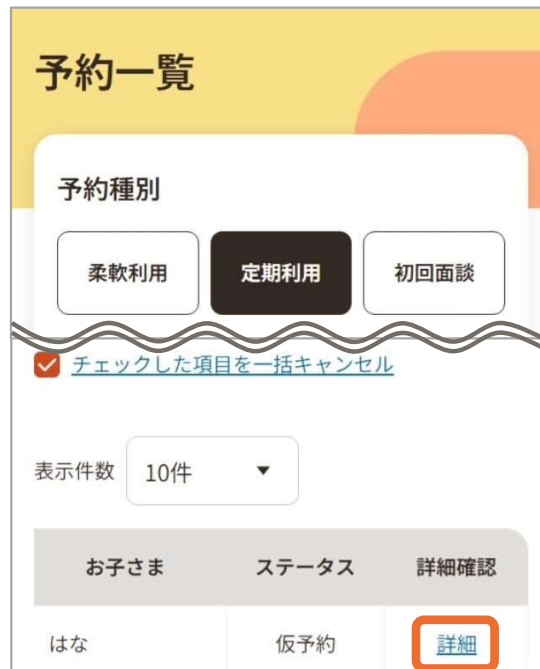 予約一覧
予約種別
柔軟利用 定期利用 初回面談
チェックした項目を一括キャンセル
表示件数 10件
お子さま ステータス 詳細確認
はな 仮予約 詳細